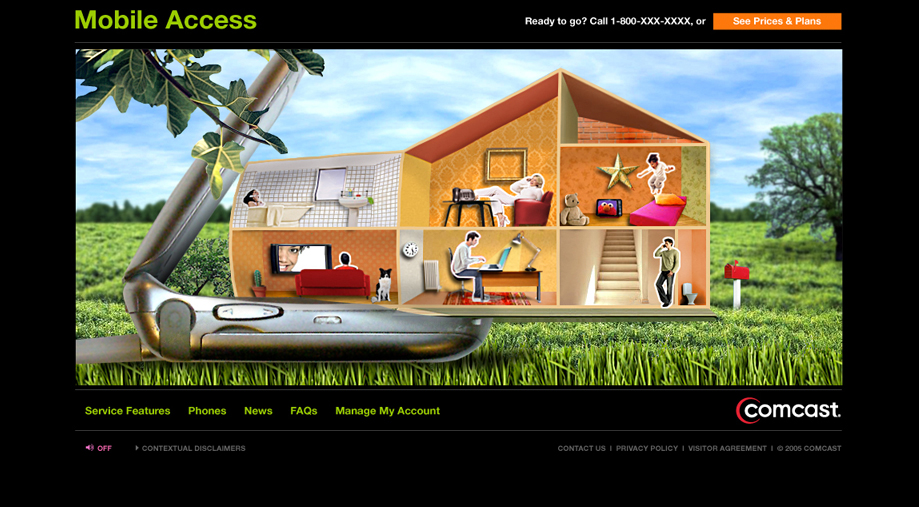 Mobile Access
Ready to go? Call 1-800-XXX-XXXX, or
See Prices & Plans
Service Features
Phones
News
FAQs
Manage My Account
comcast.
OFF
CONTEXTUAL DISCLAIMERS
CONTACT US | PRIVACY POLICY | VISITOR AGREEMENT | © 2005 COMCAST